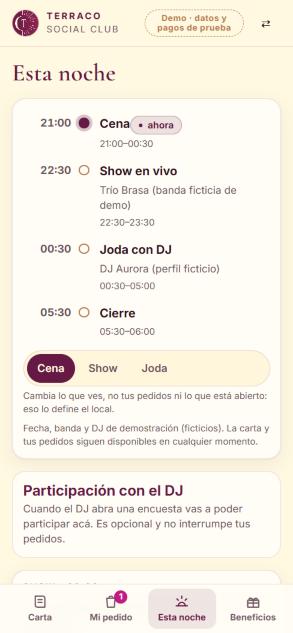 TERRACO
SOCIAL CLUB
Demo · datos y
pagos de prueba
Esta noche
21:00 Cena • ahora
21:00–00:30
22:30 Show en vivo
Trío Brasa (banda ficticia de
demo)
22:30–23:30
00:30 Joda con DJ
DJ Aurora (perfil ficticio)
00:30–05:00
05:30 Cierre
05:30–06:00
Cena Show Joda
Cambia lo que ves, no tus pedidos ni lo que está abierto:
eso lo define el local.
Fecha, banda y DJ de demostración (ficticios). La carta y
tus pedidos siguen disponibles en cualquier momento.
Participación con el DJ
Cuando el DJ abra una encuesta vas a poder
participar acá. Es opcional y no interrumpe tus
pedidos.
1
Carta Mi pedido Esta noche Beneficios